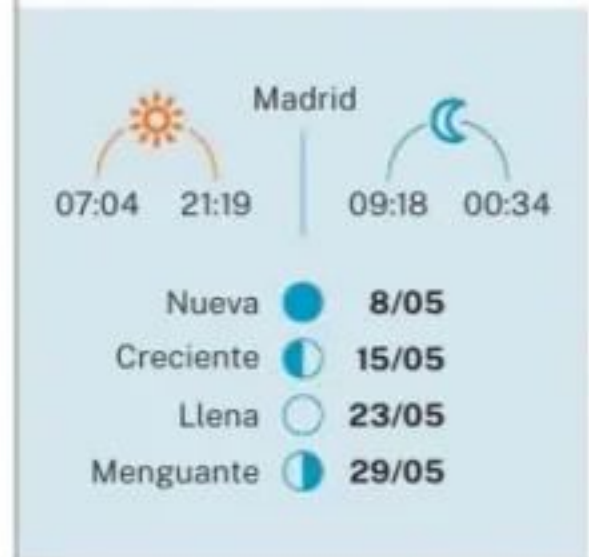 Madrid
07:04 21:19 09:18 00:34
Nueva 8/05
Creciente 15/05
Llena 23/05
Menguante 29/05